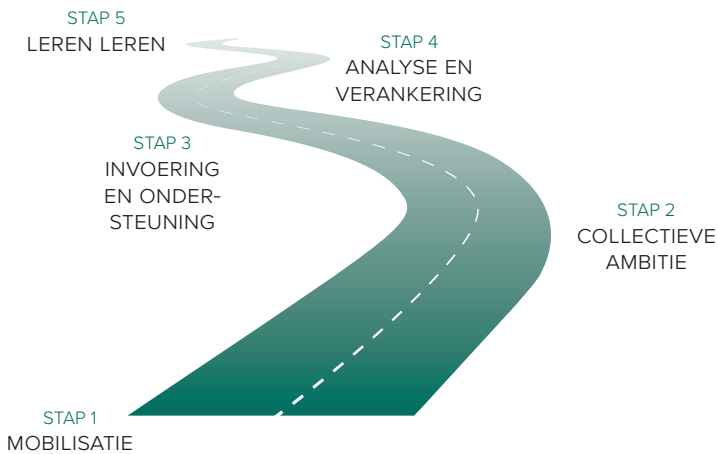 STAP 5
LEREN LEREN
STAP 4
ANALYSE EN
VERANKERING
STAP 3
INVOERING
EN ONDER-
STEUNING
STAP 2
COLLECTIEVE
AMBITIE
STAP 1
MOBILISATIE